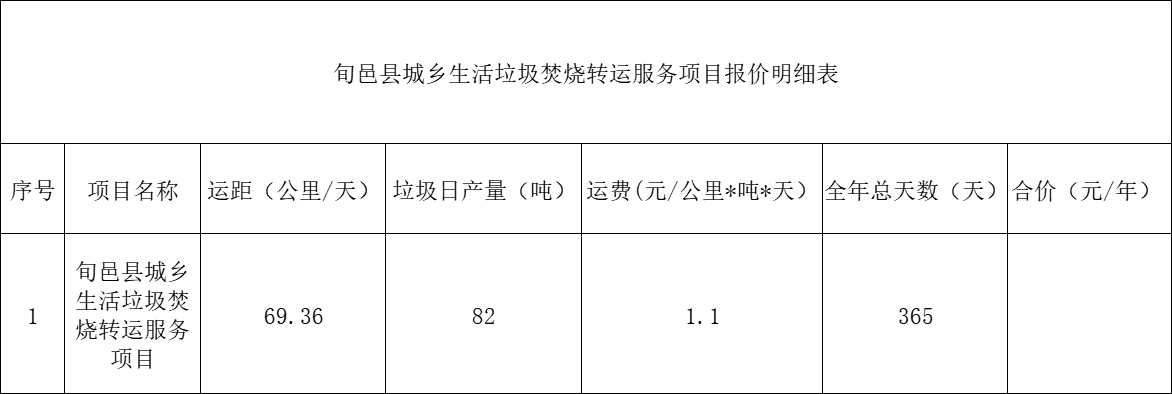 旬邑县城乡生活垃圾焚烧转运服务项目报价明细表
序号 项目名称 运距（公里/天） 垃圾日产量（吨） 运费(元/公里*吨*天） 全年总天数（天） 合价（元/年）
1 旬邑县城乡 69.36 82 1.1 365
生活垃圾焚
烧转运服务
项目